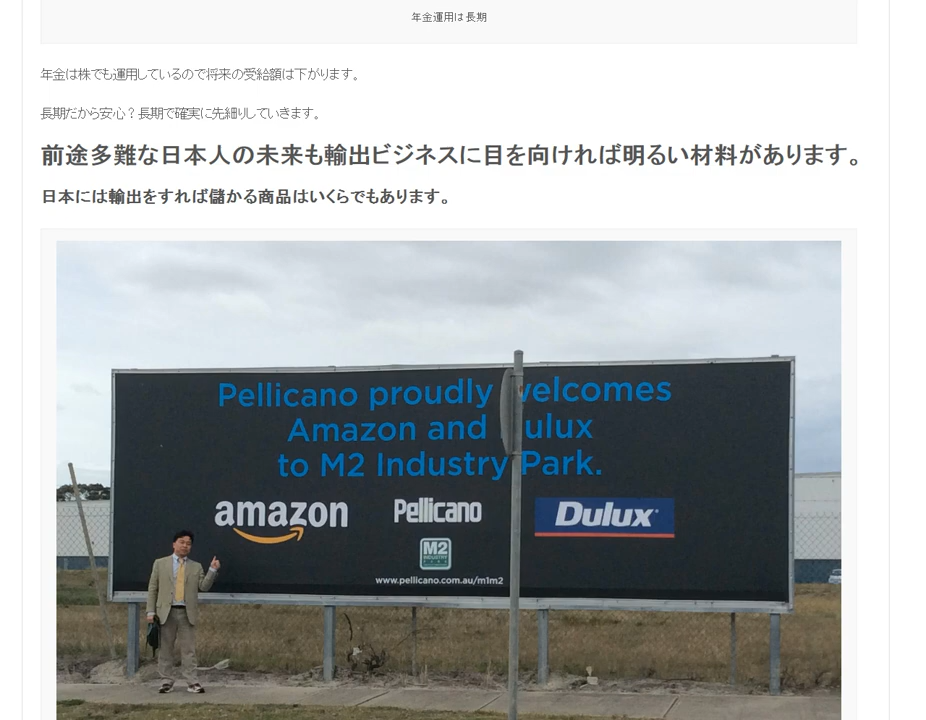 年金運用は長期
年金は株でも運用しているので将来の受給額は下がります。
長期だから安心？長期で確実に先細りしていきます。
前途多難な日本人の未来も輸出ビジネスに目を向ければ明るい材料があります。
日本には輸出をすれば儲かる商品はいくらでもあります。
Pellicano proudly welcomes
Amazon and Dulux
to M2 Industry Park.
amazon Pellicano Dulux
M2
INDUSTRY
PARK
www.pellicano.com.au/m1m2